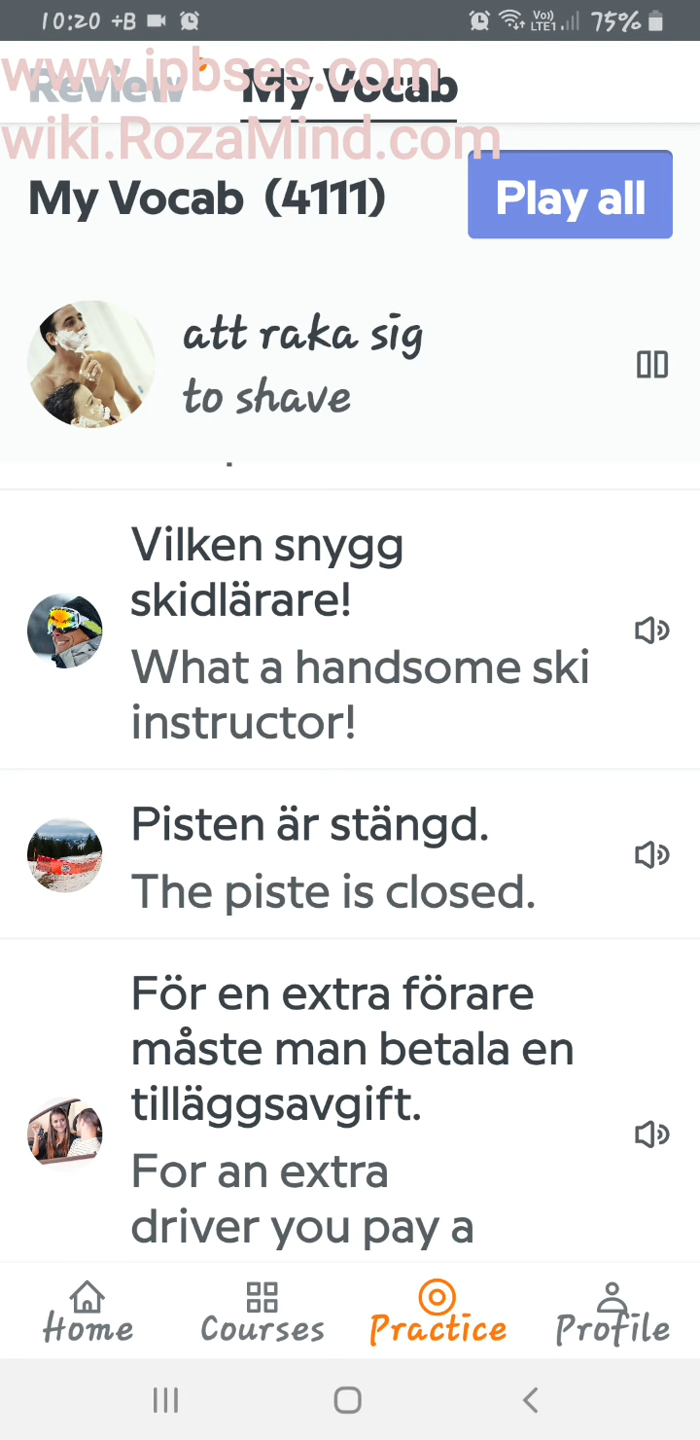 10:20 +B
Vo) LTE1 75%
www.ipbses.com
Review My Vocab
wiki.RozaMind.com
My Vocab (4111) Play all
att raka sig
to shave
Vilken snygg
skidlärare!
What a handsome ski
instructor!
Pisten är stängd.
The piste is closed.
För en extra förare
måste man betala en
tilläggsavgift.
For an extra
driver you pay a
Home Courses Practice Profile